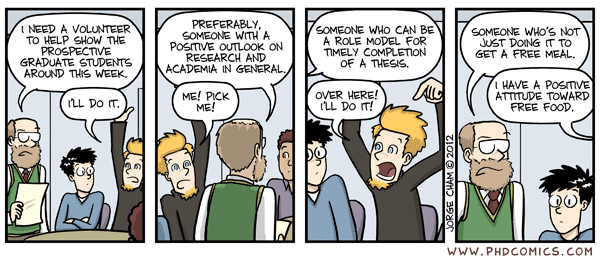 I NEED A VOLUNTEER
TO HELP SHOW THE
PROSPECTIVE
GRADUATE STUDENTS
AROUND THIS WEEK.
I'LL DO IT.
PREFERABLY,
SOMEONE WITH A
POSITIVE OUTLOOK ON
RESEARCH AND
ACADEMIA IN GENERAL.
ME! PICK
ME!
SOMEONE WHO CAN BE
A ROLE MODEL FOR
TIMELY COMPLETION
OF A THESIS.
OVER HERE!
I'LL DO IT!
JORGE CHAM © 2012
SOMEONE WHO'S NOT
JUST DOING IT TO
GET A FREE MEAL.
I HAVE A POSITIVE
ATTITUDE TOWARD
FREE FOOD.
WWW.PHDCOMICS.COM